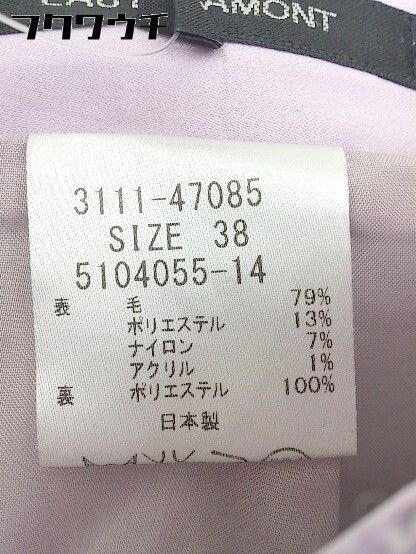 フクウウチ
AMONT
3111-47085
SIZE 38
5104055-14
表 毛 79%
ポリエステル 13%
ナイロン 7%
アクリル 1%
裏 ポリエステル 100%
日本製